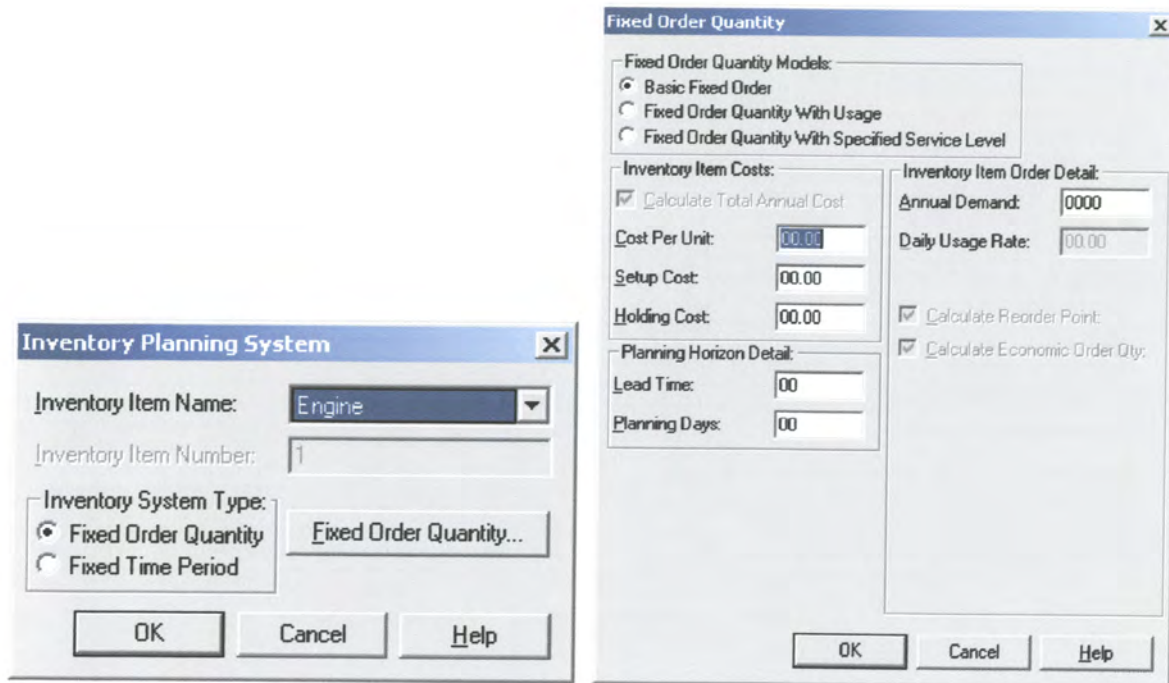 Inventory Planning System
Inventory Item Name:
Engine
Inventory Item Number:
1
Inventory System Type:
Fixed Order Quantity
Fixed Time Period
Fixed Order Quantity...
OK
Cancel
Help
Fixed Order Quantity
Fixed Order Quantity Models:
Basic Fixed Order
Fixed Order Quantity With Usage
Fixed Order Quantity With Specified Service Level
Inventory Item Costs:
Calculate Total Annual Cost
Cost Per Unit: 00.00
Setup Cost: 00.00
Holding Cost: 00.00
Planning Horizon Detail:
Lead Time: 00
Planning Days: 00
Inventory Item Order Detail:
Annual Demand: 0000
Daily Usage Rate: 00.00
Calculate Reorder Point:
Calculate Economic Order Qty:
OK
Cancel
Help